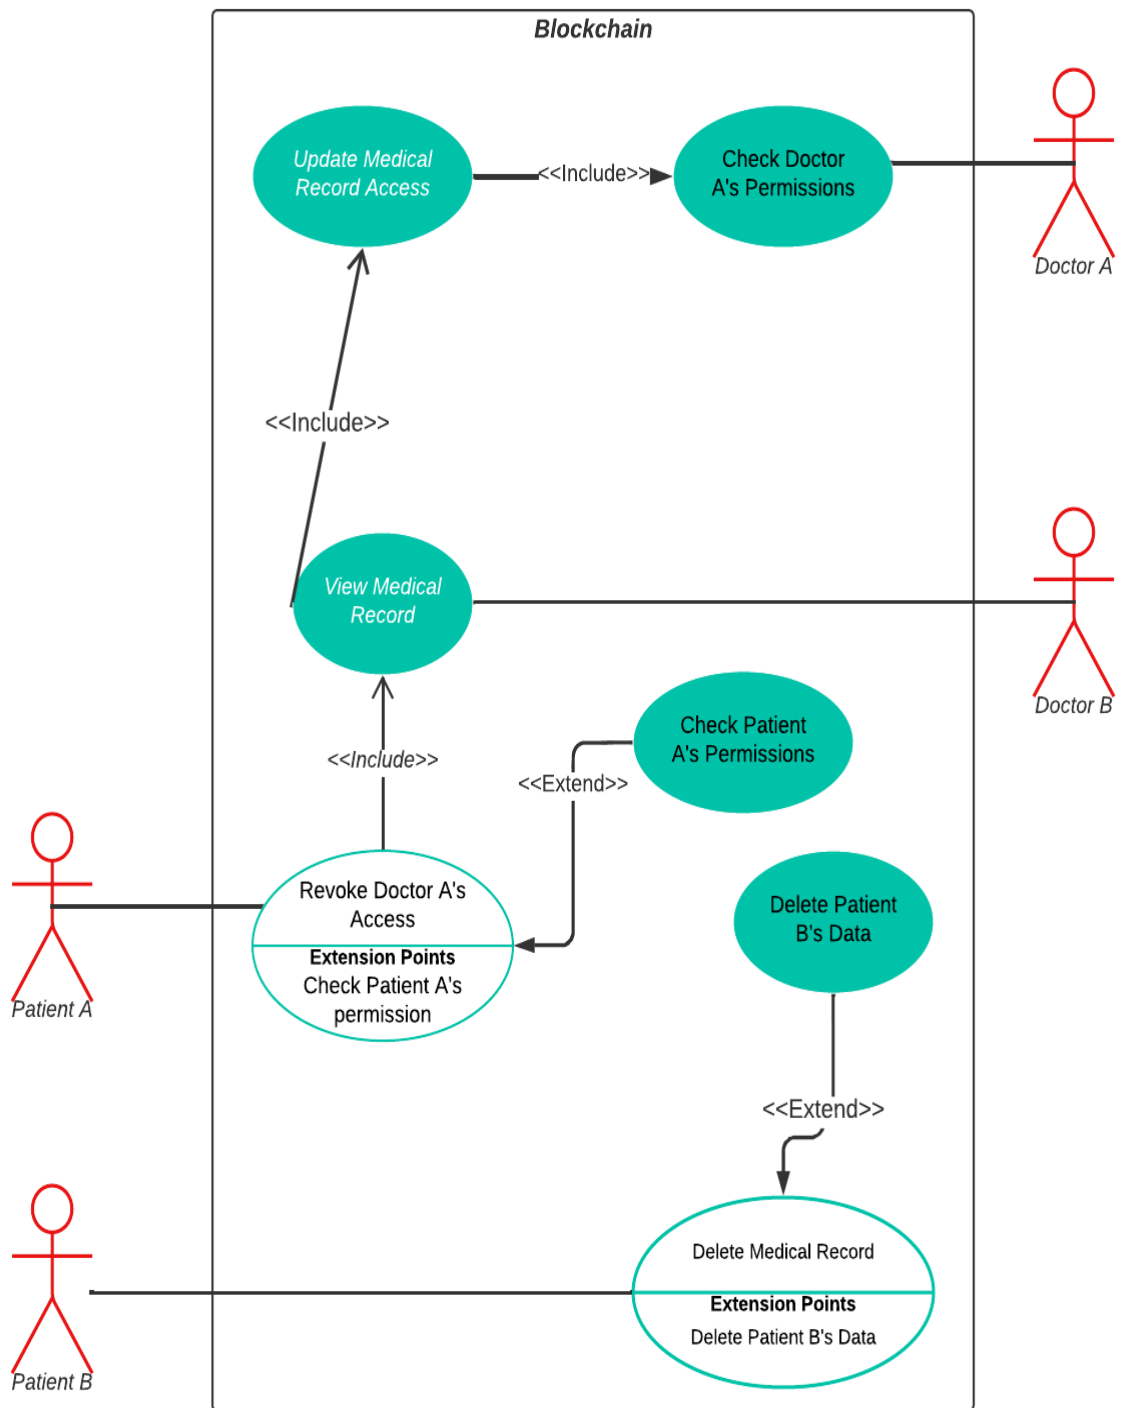 Blockchain
Update Medical
Record Access
<<Include>>
Check Doctor
A's Permissions
Doctor A
<<Include>>
View Medical
Record
Doctor B
<<Include>>
Check Patient
A's Permissions
<<Extend>>
Patient A
Revoke Doctor A's
Access
Extension Points
Check Patient A's
permission
Delete Patient
B's Data
<<Extend>>
Patient B
Delete Medical Record
Extension Points
Delete Patient B's Data